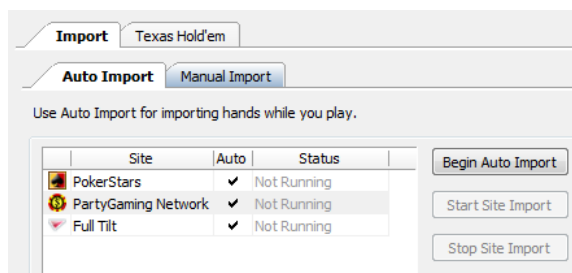 Import Texas Hold'em
Auto Import Manual Import
Use Auto Import for importing hands while you play.
Site Auto Status
PokerStars Not Running
PartyGaming Network Not Running
Full Tilt Not Running
Begin Auto Import
Start Site Import
Stop Site Import